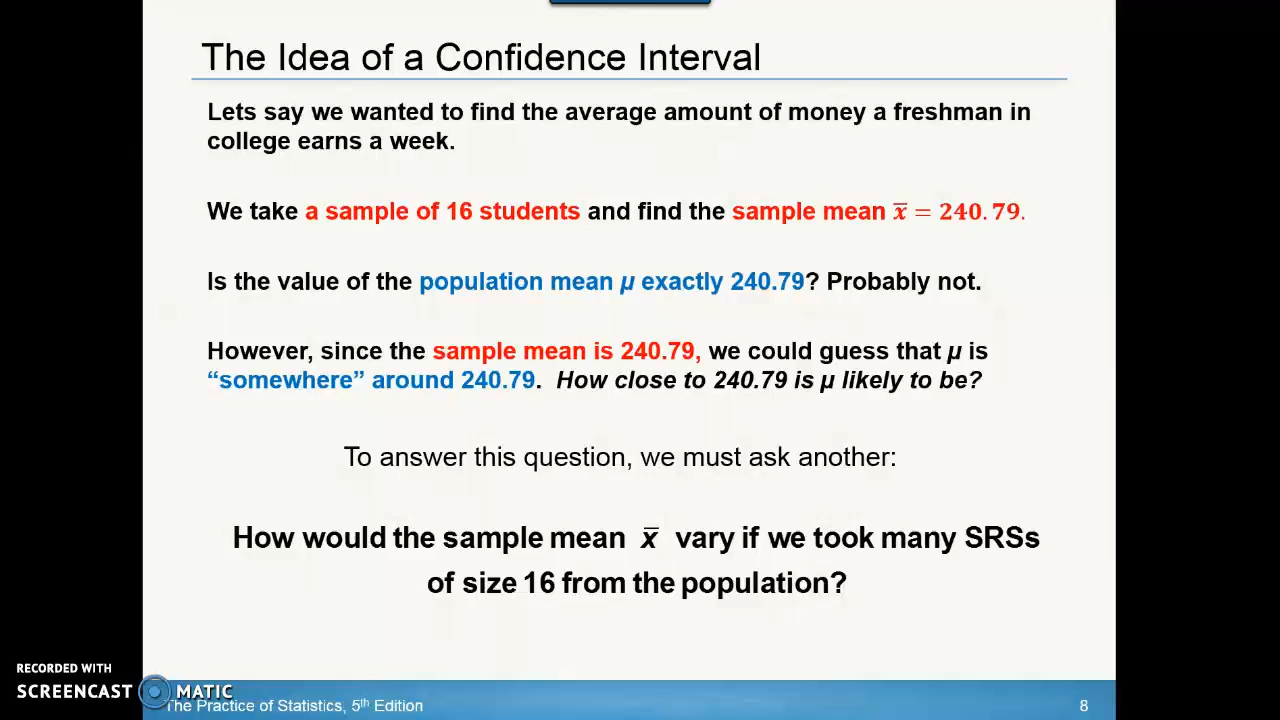 The Idea of a Confidence Interval
Lets say we wanted to find the average amount of money a freshman in
college earns a week.
We take a sample of 16 students and find the sample mean x̅ = 240.79.
Is the value of the population mean μ exactly 240.79? Probably not.
However, since the sample mean is 240.79, we could guess that μ is
“somewhere” around 240.79. How close to 240.79 is μ likely to be?
To answer this question, we must ask another:
How would the sample mean x̅ vary if we took many SRSs
of size 16 from the population?
RECORDED WITH
SCREENCAST MATIC
The Practice of Statistics, 5th Edition
8